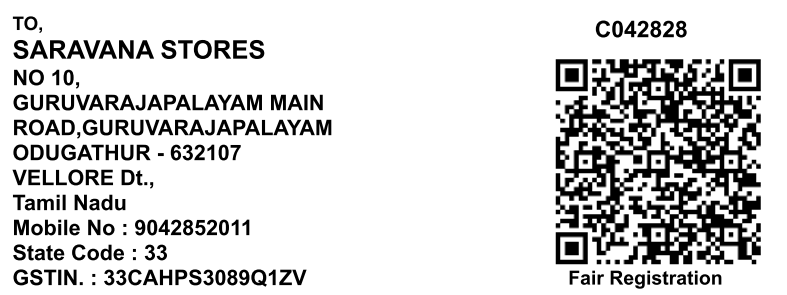 TO,
SARAVANA STORES
NO 10,
GURUVARAJAPALAYAM MAIN
ROAD,GURUVARAJAPALAYAM
ODUGATHUR - 632107
VELLORE Dt.,
Tamil Nadu
Mobile No : 9042852011
State Code : 33
GSTIN. : 33CAHPS3089Q1ZV
C042828
Fair Registration